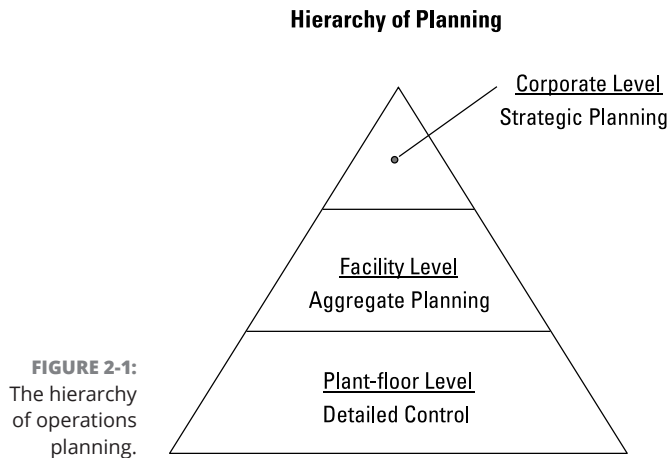 Hierarchy of Planning
Corporate Level
Strategic Planning
Facility Level
Aggregate Planning
Plant-floor Level
Detailed Control
FIGURE 2-1:
The hierarchy
of operations
planning.